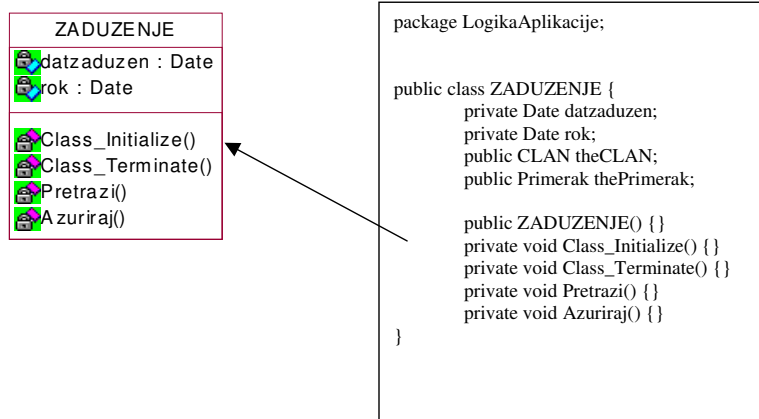 ZADUZENJE
datzaduzen : Date
rok : Date
Class_Initialize()
Class_Terminate()
Pretrazi()
Azuriraj()
package LogikaAplikacije;
public class ZADUZENJE {
private Date datzaduzen;
private Date rok;
public CLAN theCLAN;
public Primerak thePrimerak;
public ZADUZENJE() {}
private void Class_Initialize() {}
private void Class_Terminate() {}
private void Pretrazi() {}
private void Azuriraj() {}
}